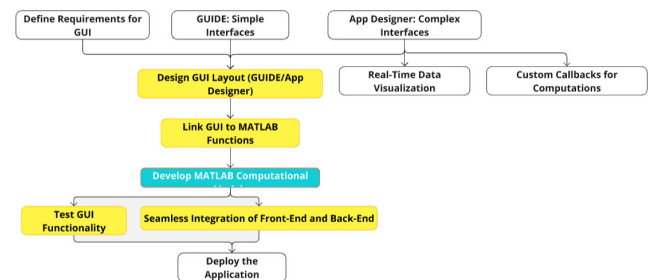 Define Requirements for
GUI
GUIDE: Simple
Interfaces
App Designer: Complex
Interfaces
Design GUI Layout (GUIDE/App
Designer)
Real-Time Data
Visualization
Custom Callbacks for
Computations
Link GUI to MATLAB
Functions
Develop MATLAB Computational
Test GUI
Functionality
Seamless Integration of Front-End and Back-End
Deploy the
Application